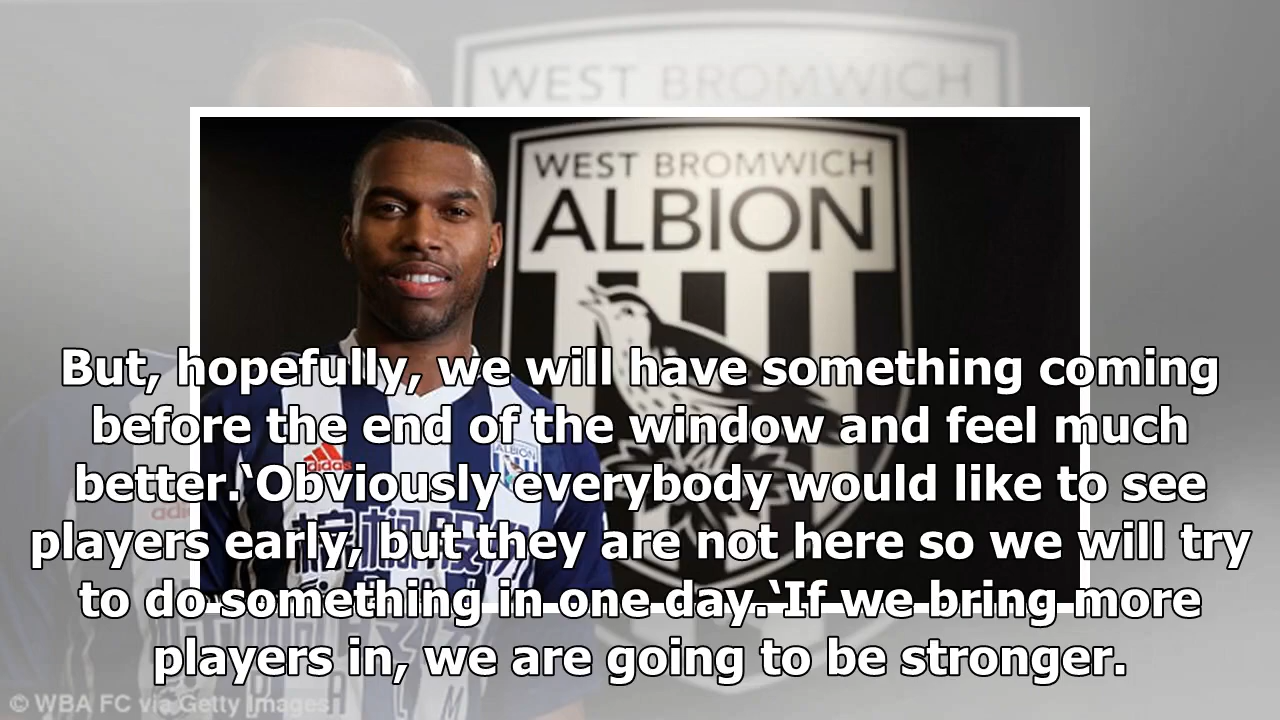 WEST BROMWICH
WEST BROMWICH
ALBION
But, hopefully, we will have something coming
before the end of the window and feel much
better.‘Obviously everybody would like to see
players early, but they are not here so we will try
to do something in one day.‘If we bring more
players in, we are going to be stronger.
adidas
ALBION
© WBA FC via Getty Images